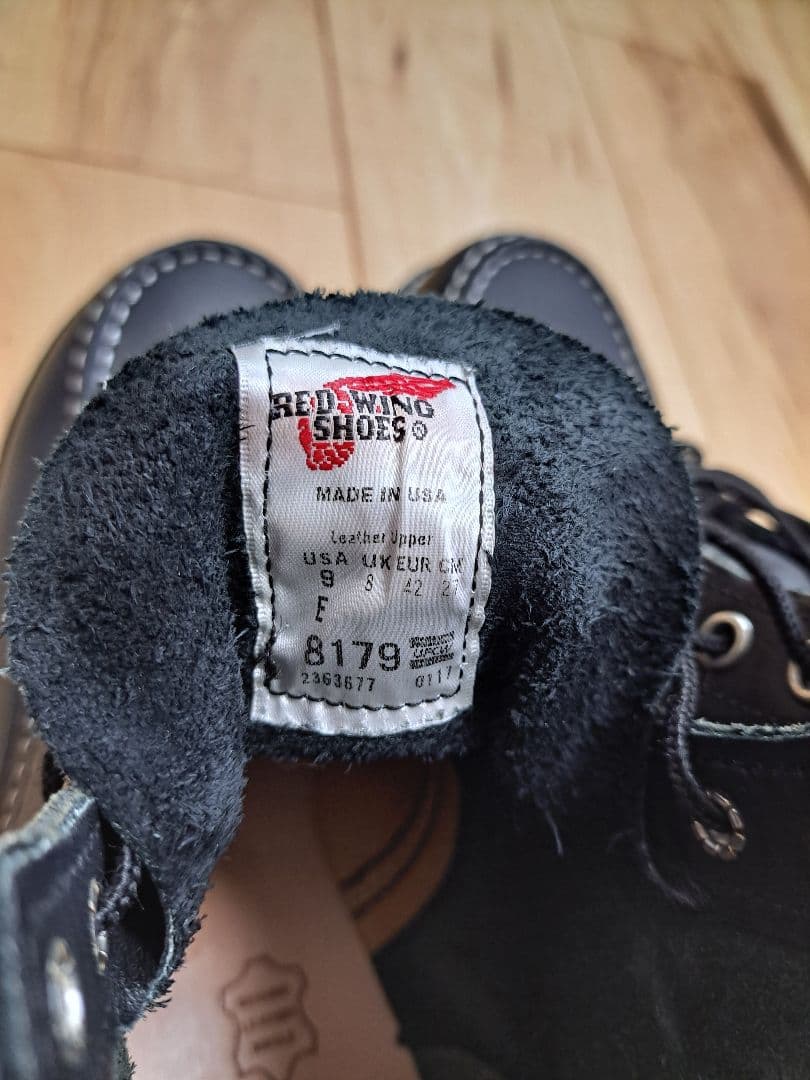 RED WING
SHOES®
MADE IN USA
Leather Upper
USA UK EUR CM
9 8 42 27
E
8179 UFCW
2363677 0117